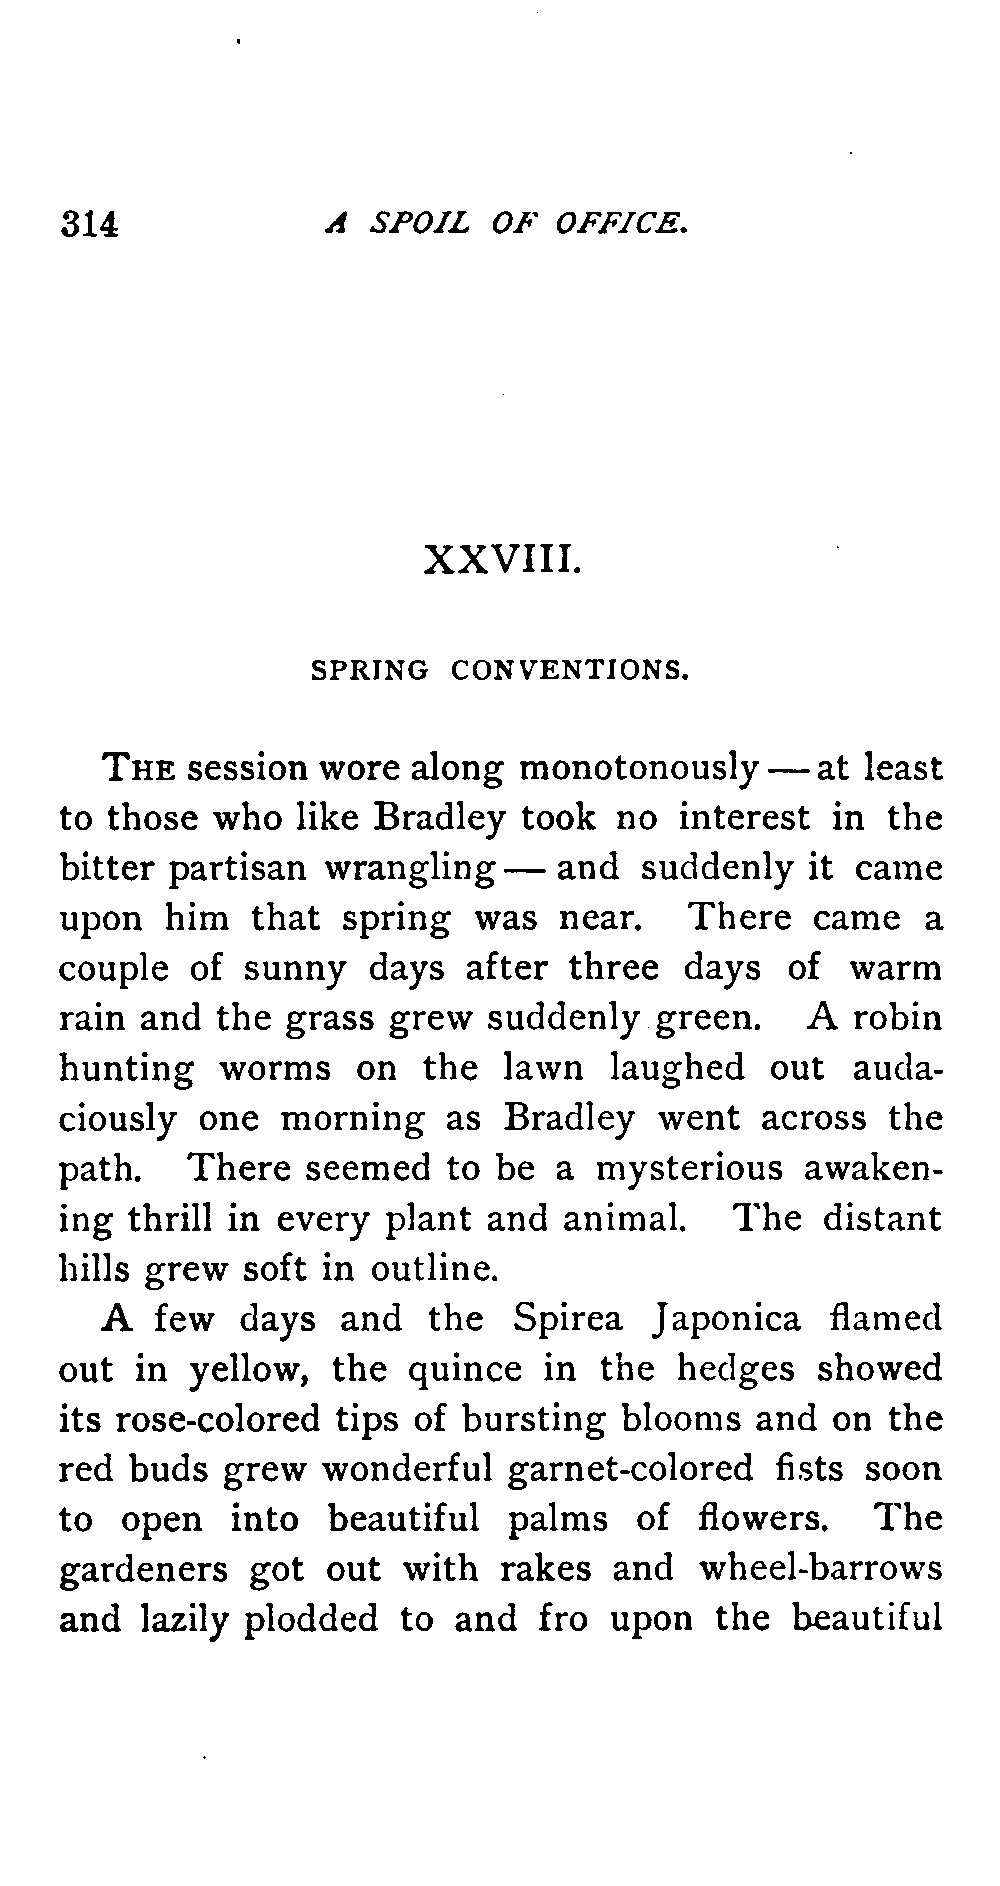 314 A SPOIL OF OFFICE.
XXVIII.
SPRING CONVENTIONS.
THE session wore along monotonously — at least
to those who like Bradley took no interest in the
bitter partisan wrangling — and suddenly it came
upon him that spring was near. There came a
couple of sunny days after three days of warm
rain and the grass grew suddenly green. A robin
hunting worms on the lawn laughed out auda-
ciously one morning as Bradley went across the
path. There seemed to be a mysterious awaken-
ing thrill in every plant and animal. The distant
hills grew soft in outline.
A few days and the Spirea Japonica flamed
out in yellow, the quince in the hedges showed
its rose-colored tips of bursting blooms and on the
red buds grew wonderful garnet-colored fists soon
to open into beautiful palms of flowers. The
gardeners got out with rakes and wheel-barrows
and lazily plodded to and fro upon the beautiful